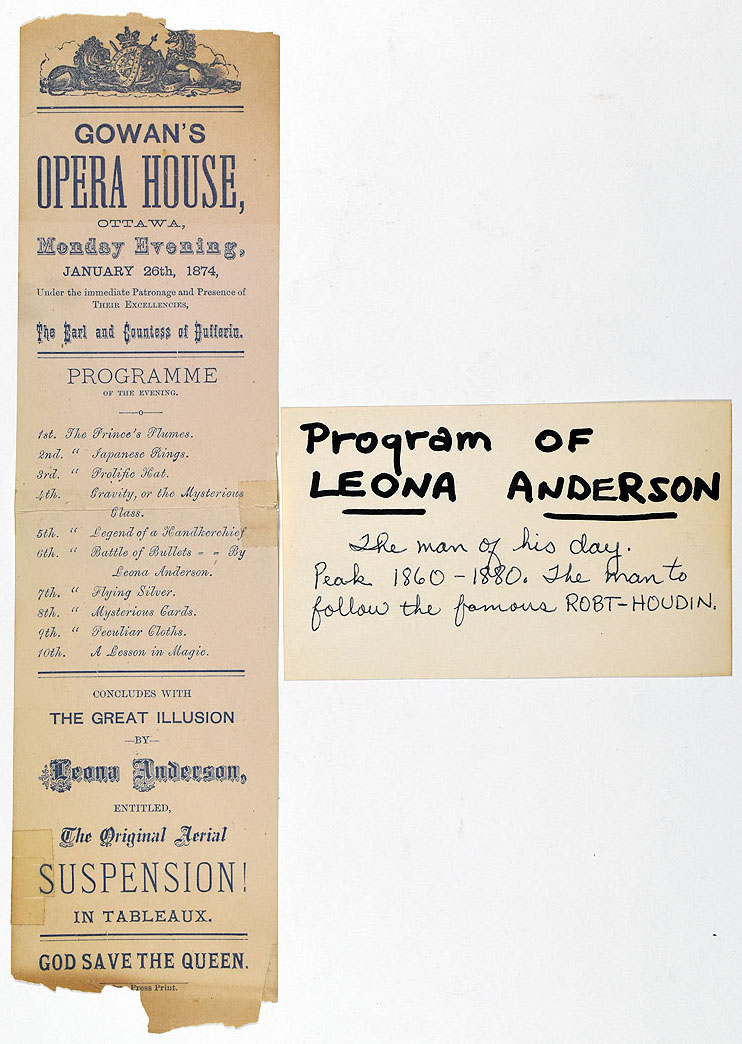 GOWAN'S
OPERA HOUSE,
OTTAWA,
Monday Evening,
JANUARY 26th, 1874,
Under the immediate Patronage and Presence of
THEIR EXCELLENCIES,
The Earl and Countess of Dufferin.
PROGRAMME
OF THE EVENING.
—o—
1st. The Prince's Plumes.
2nd. " Japanese Rings.
3rd. " Prolific Hat.
4th. Gravity, or the Mysterious
Glass.
5th. " Legend of a Handkerchief
6th. " Battle of Bullets = = By
Leona Anderson.
7th. " Flying Silver.
8th. " Mysterious Cards.
9th. " Peculiar Cloths.
10th. A Lesson in Magic.
CONCLUDES WITH
THE GREAT ILLUSION
—BY—
Leona Anderson,
ENTITLED,
The Original Aerial
SUSPENSION!
IN TABLEAUX.
GOD SAVE THE QUEEN.
Press Print.
Program OF
LEONA ANDERSON
The man of his day.
Peak 1860-1880. The man to
follow the famous ROBT-HOUDIN.